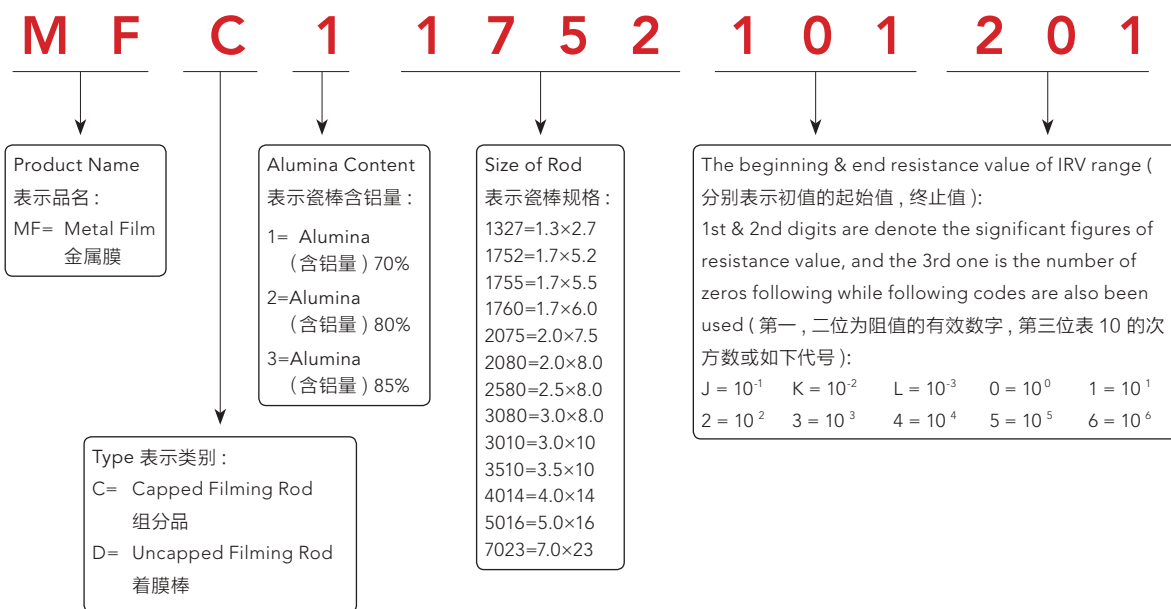 M F C 1 1 7 5 2 1 0 1 2 0 1
Product Name
表示品名 :
MF= Metal Film
金属膜
Alumina Content
表示瓷棒含铝量 :
1= Alumina
（含铝量 ) 70%
2=Alumina
（含铝量 ) 80%
3=Alumina
（含铝量 ) 85%
Size of Rod
表示瓷棒规格 :
1327=1.3×2.7
1752=1.7×5.2
1755=1.7×5.5
1760=1.7×6.0
2075=2.0×7.5
2080=2.0×8.0
2580=2.5×8.0
3080=3.0×8.0
3010=3.0×10
3510=3.5×10
4014=4.0×14
5016=5.0×16
7023=7.0×23
The beginning & end resistance value of IRV range (
分别表示初值的起始值 , 终止值 ):
1st & 2nd digits are denote the significant figures of
resistance value, and the 3rd one is the number of
zeros following while following codes are also been
used ( 第一 , 二位为阻值的有效数字 , 第三位表 10 的次
方数或如下代号 ):
J = 10⁻¹ K = 10⁻² L = 10⁻³ 0 = 10⁰ 1 = 10¹
2 = 10² 3 = 10³ 4 = 10⁴ 5 = 10⁵ 6 = 10⁶
Type 表示类别 :
C= Capped Filming Rod
组分品
D= Uncapped Filming Rod
着膜棒